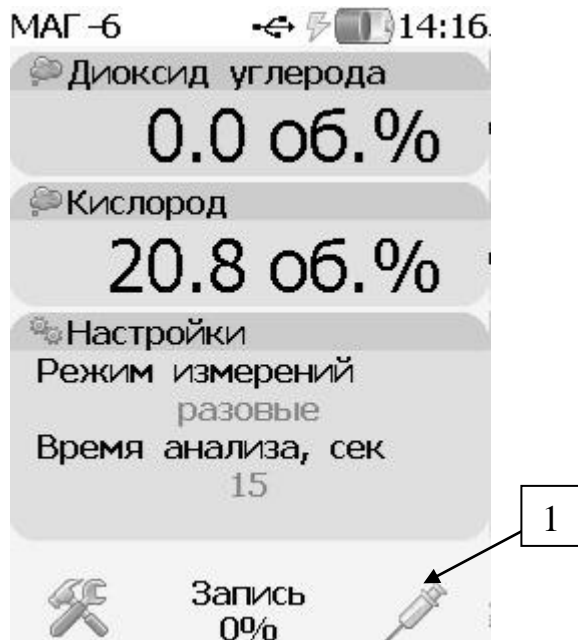 МАГ-6 14:16
Диоксид углерода
0.0 об.%
Кислород
20.8 об.%
Настройки
Режим измерений
разовые
Время анализа, сек
15
1
Запись
0%